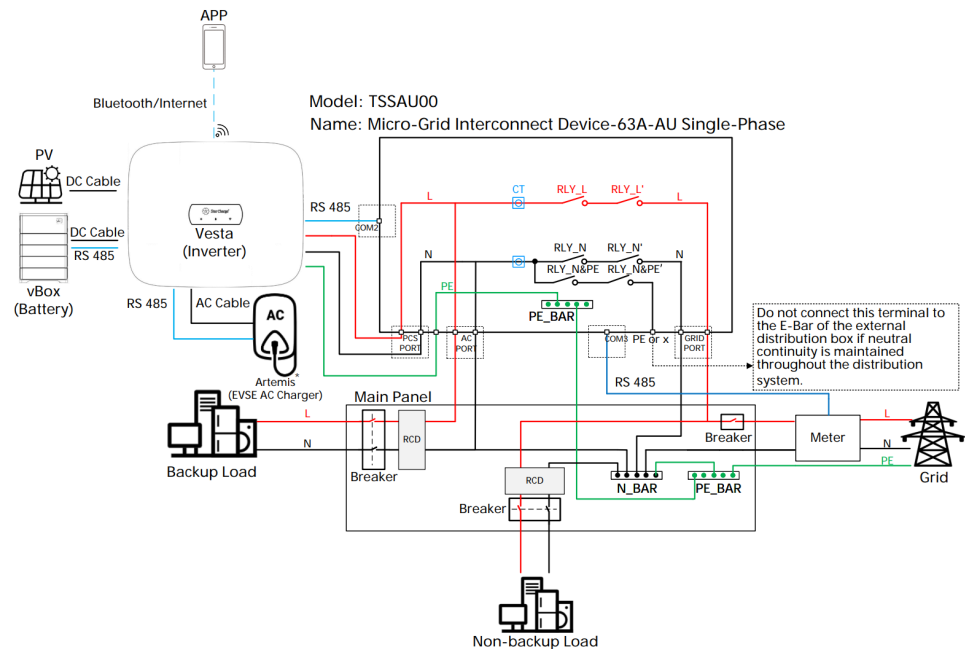 APP
Bluetooth/Internet
Model: TSSAU00
Name: Micro-Grid Interconnect Device-63A-AU Single-Phase
PV
DC Cable
DC Cable
RS 485
vBox
(Battery)
Vesta
(Inverter)
RS 485
COM2
L
CT
RLY_L
RLY_L'
L
N
RLY_N
RLY_N'
N
RLY_N&PE
RLY_N&PE'
PE
PE_BAR
RS 485
AC Cable
AC
Artemis*
(EVSE AC Charger)
PCS
PORT
AC
PORT
COM3
PE or x
GRID
PORT
Do not connect this terminal to
the E-Bar of the external
distribution box if neutral
continuity is maintained
throughout the distribution
system.
RS 485
Main Panel
L
N
Backup Load
RCD
Breaker
Breaker
Meter
L
N
PE
Grid
RCD
N_BAR
PE_BAR
Breaker
Non-backup Load